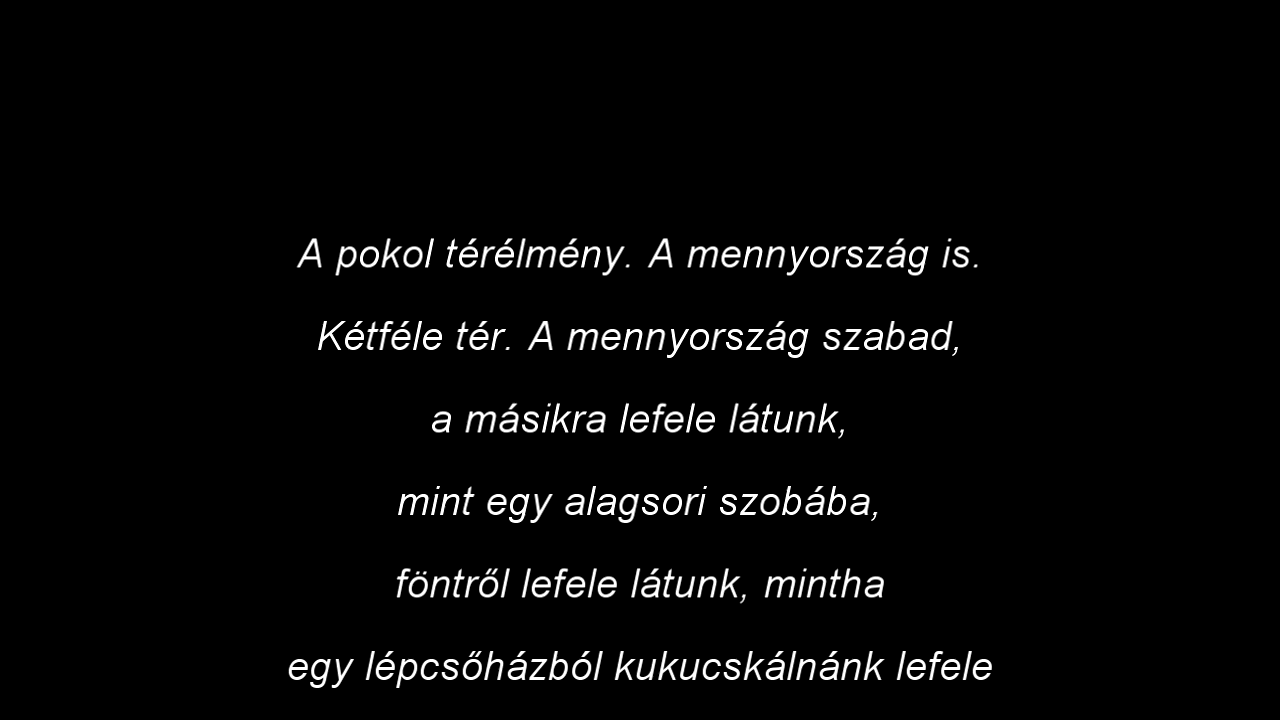 A pokol térélmény. A mennyország is.
Kétféle tér. A mennyország szabad,
a másikra lefele látunk,
mint egy alagsori szobába,
föntről lefele látunk, mintha
egy lépcsőházból kukucskálnánk lefele